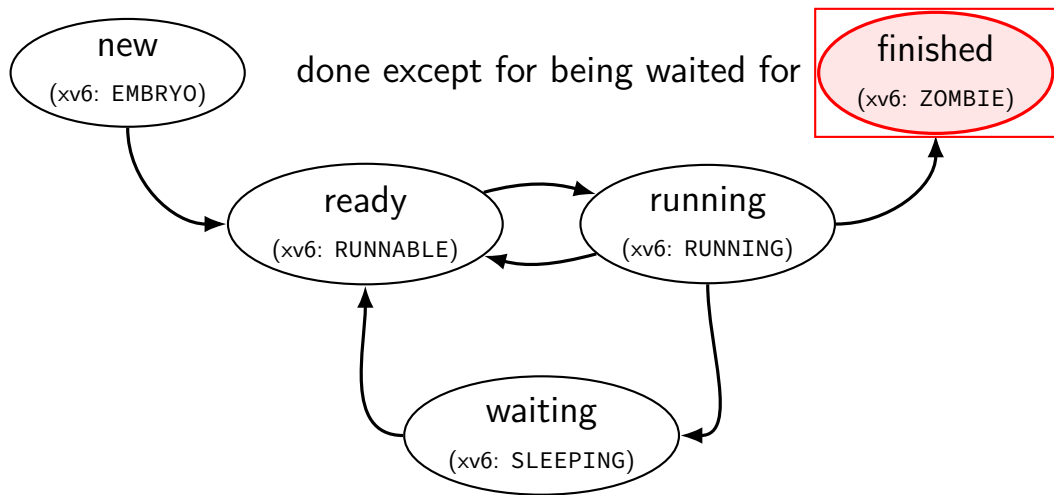 new
(xv6: EMBRYO)
done except for being waited for
finished
(xv6: ZOMBIE)
ready
(xv6: RUNNABLE)
running
(xv6: RUNNING)
waiting
(xv6: SLEEPING)